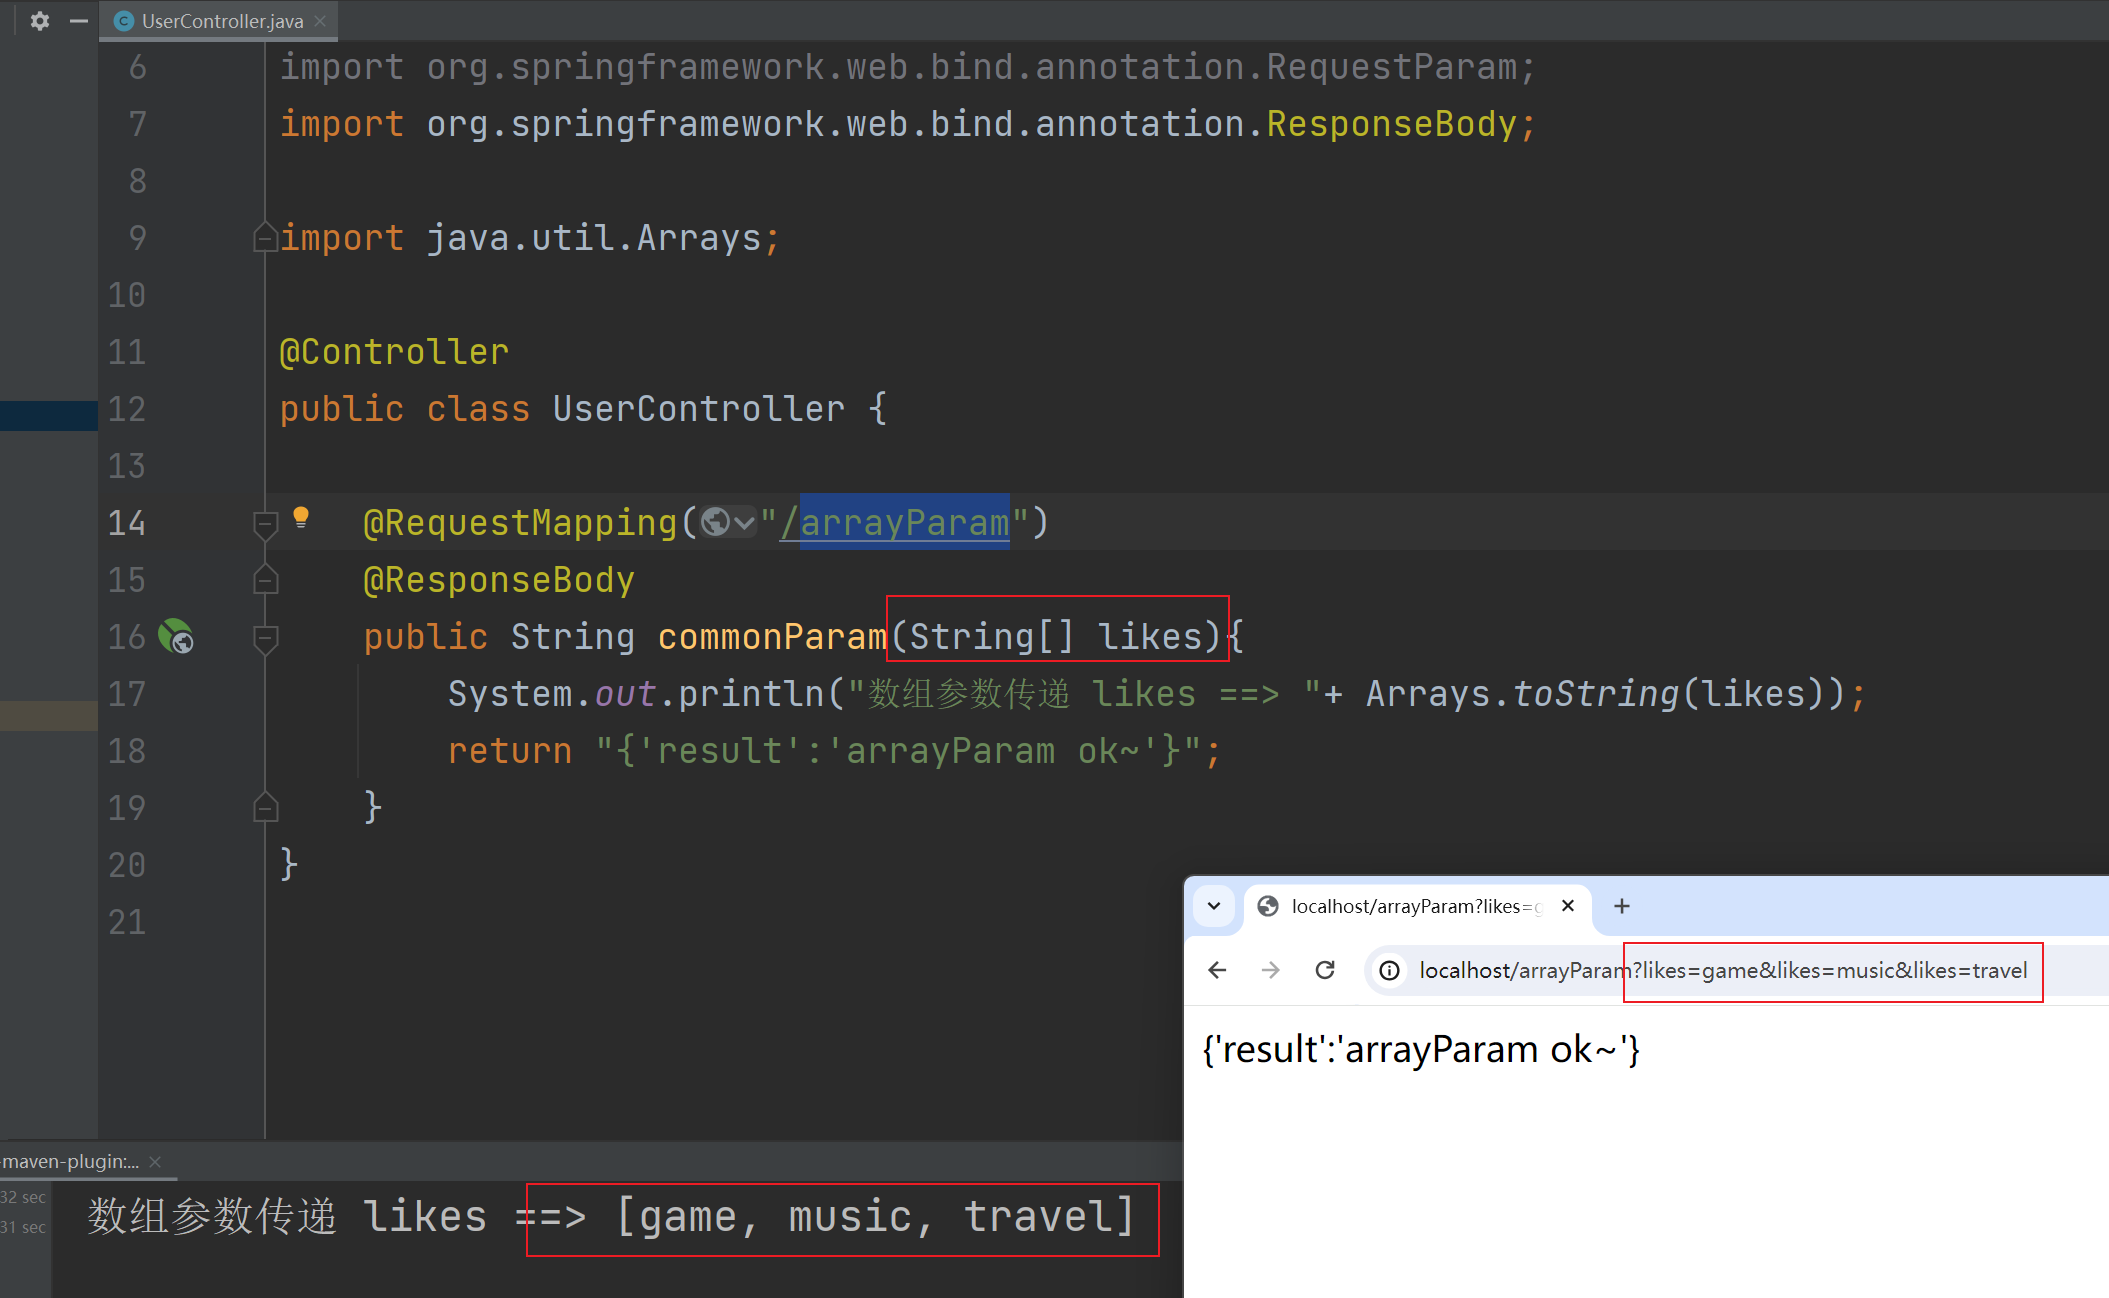 UserController.java
6 import org.springframework.web.bind.annotation.RequestParam;
7 import org.springframework.web.bind.annotation.ResponseBody;
8
9 import java.util.Arrays;
10
11 @Controller
12 public class UserController {
13
14 @RequestMapping("/arrayParam")
15 @ResponseBody
16 public String commonParam(String[] likes){
17 System.out.println("数组参数传递 likes ==> "+ Arrays.toString(likes));
18 return "{'result':'arrayParam ok~'}";
19 }
20 }
21
localhost/arrayParam?likes=g
localhost/arrayParam?likes=game&likes=music&likes=travel
{'result':'arrayParam ok~'}
-maven-plugin:...
32 sec
31 sec
数组参数传递 likes ==> [game, music, travel]